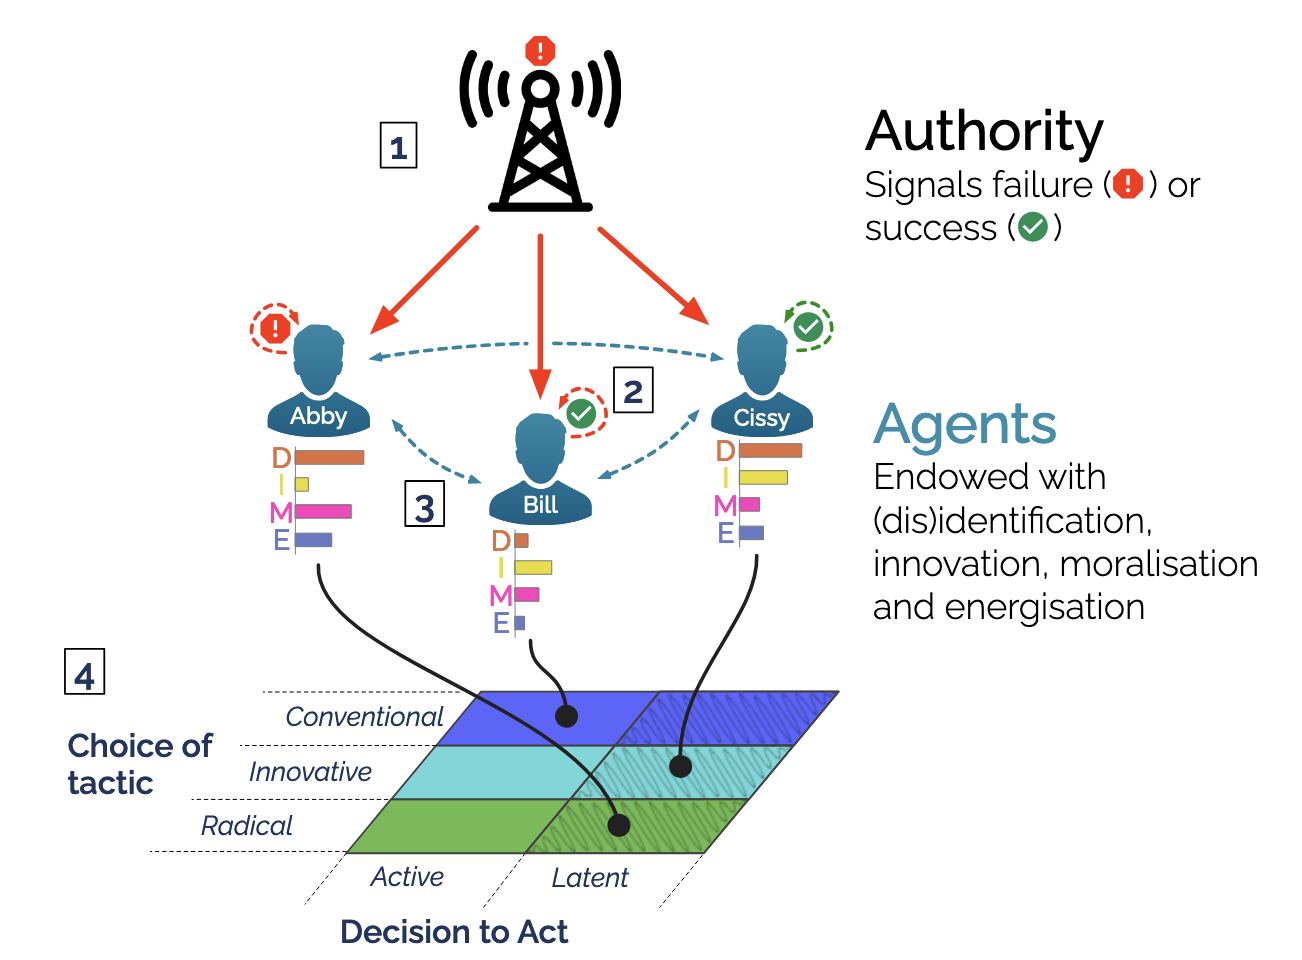 1
Authority
Signals failure (!) or
success (✓)
Abby
D
I
M
E
2
Bill
D
I
M
E
Cissy
D
I
M
E
3
Agents
Endowed with
(dis)identification,
innovation, moralisation
and energisation
4
Choice of
tactic
Conventional
Innovative
Radical
Active
Latent
Decision to Act